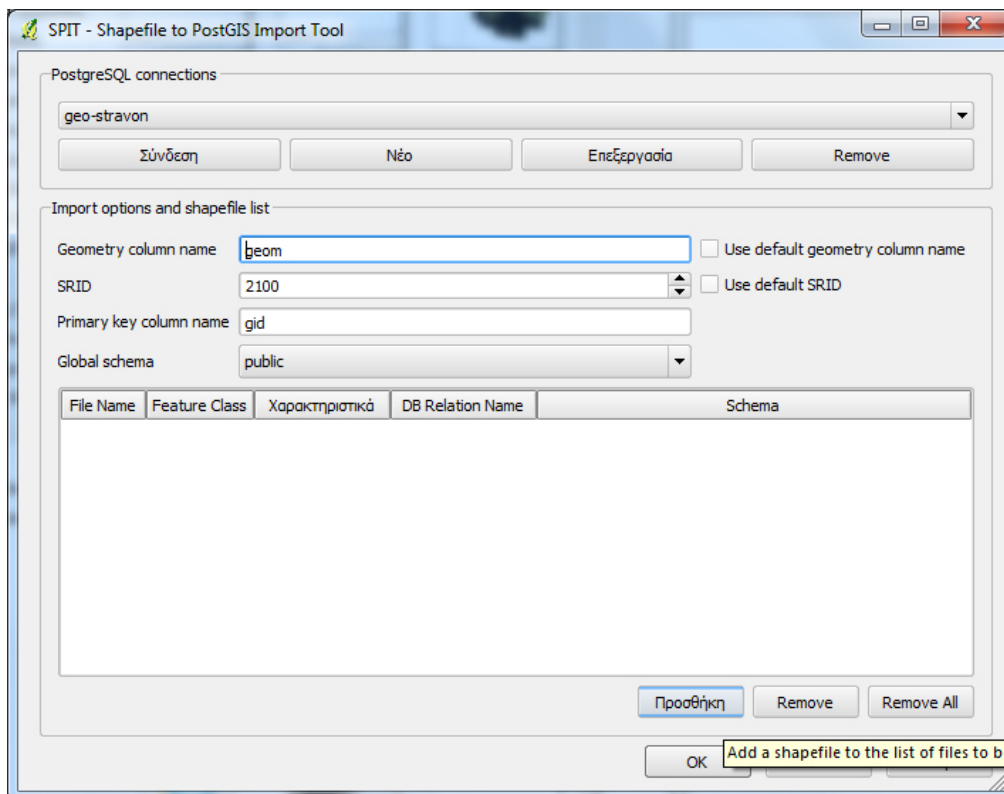 SPIT - Shapefile to PostGIS Import Tool
PostgreSQL connections
geo-stravon
Σύνδεση Νέο Επεξεργασία Remove
Import options and shapefile list
Geometry column name geom Use default geometry column name
SRID 2100 Use default SRID
Primary key column name gid
Global schema public
File Name Feature Class Χαρακτηριστικά DB Relation Name Schema
Προσθήκη Remove Remove All
OK Add a shapefile to the list of files to b